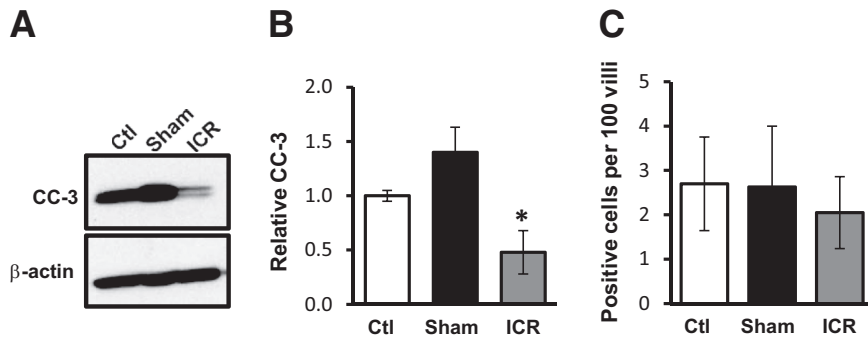 A
Ctl Sham ICR
CC-3
β-actin
B
Relative CC-3
2.0
1.5
1.0
0.5
0.0
*
Ctl Sham ICR
C
Positive cells per 100 villi
5
4
3
2
1
0
Ctl Sham ICR